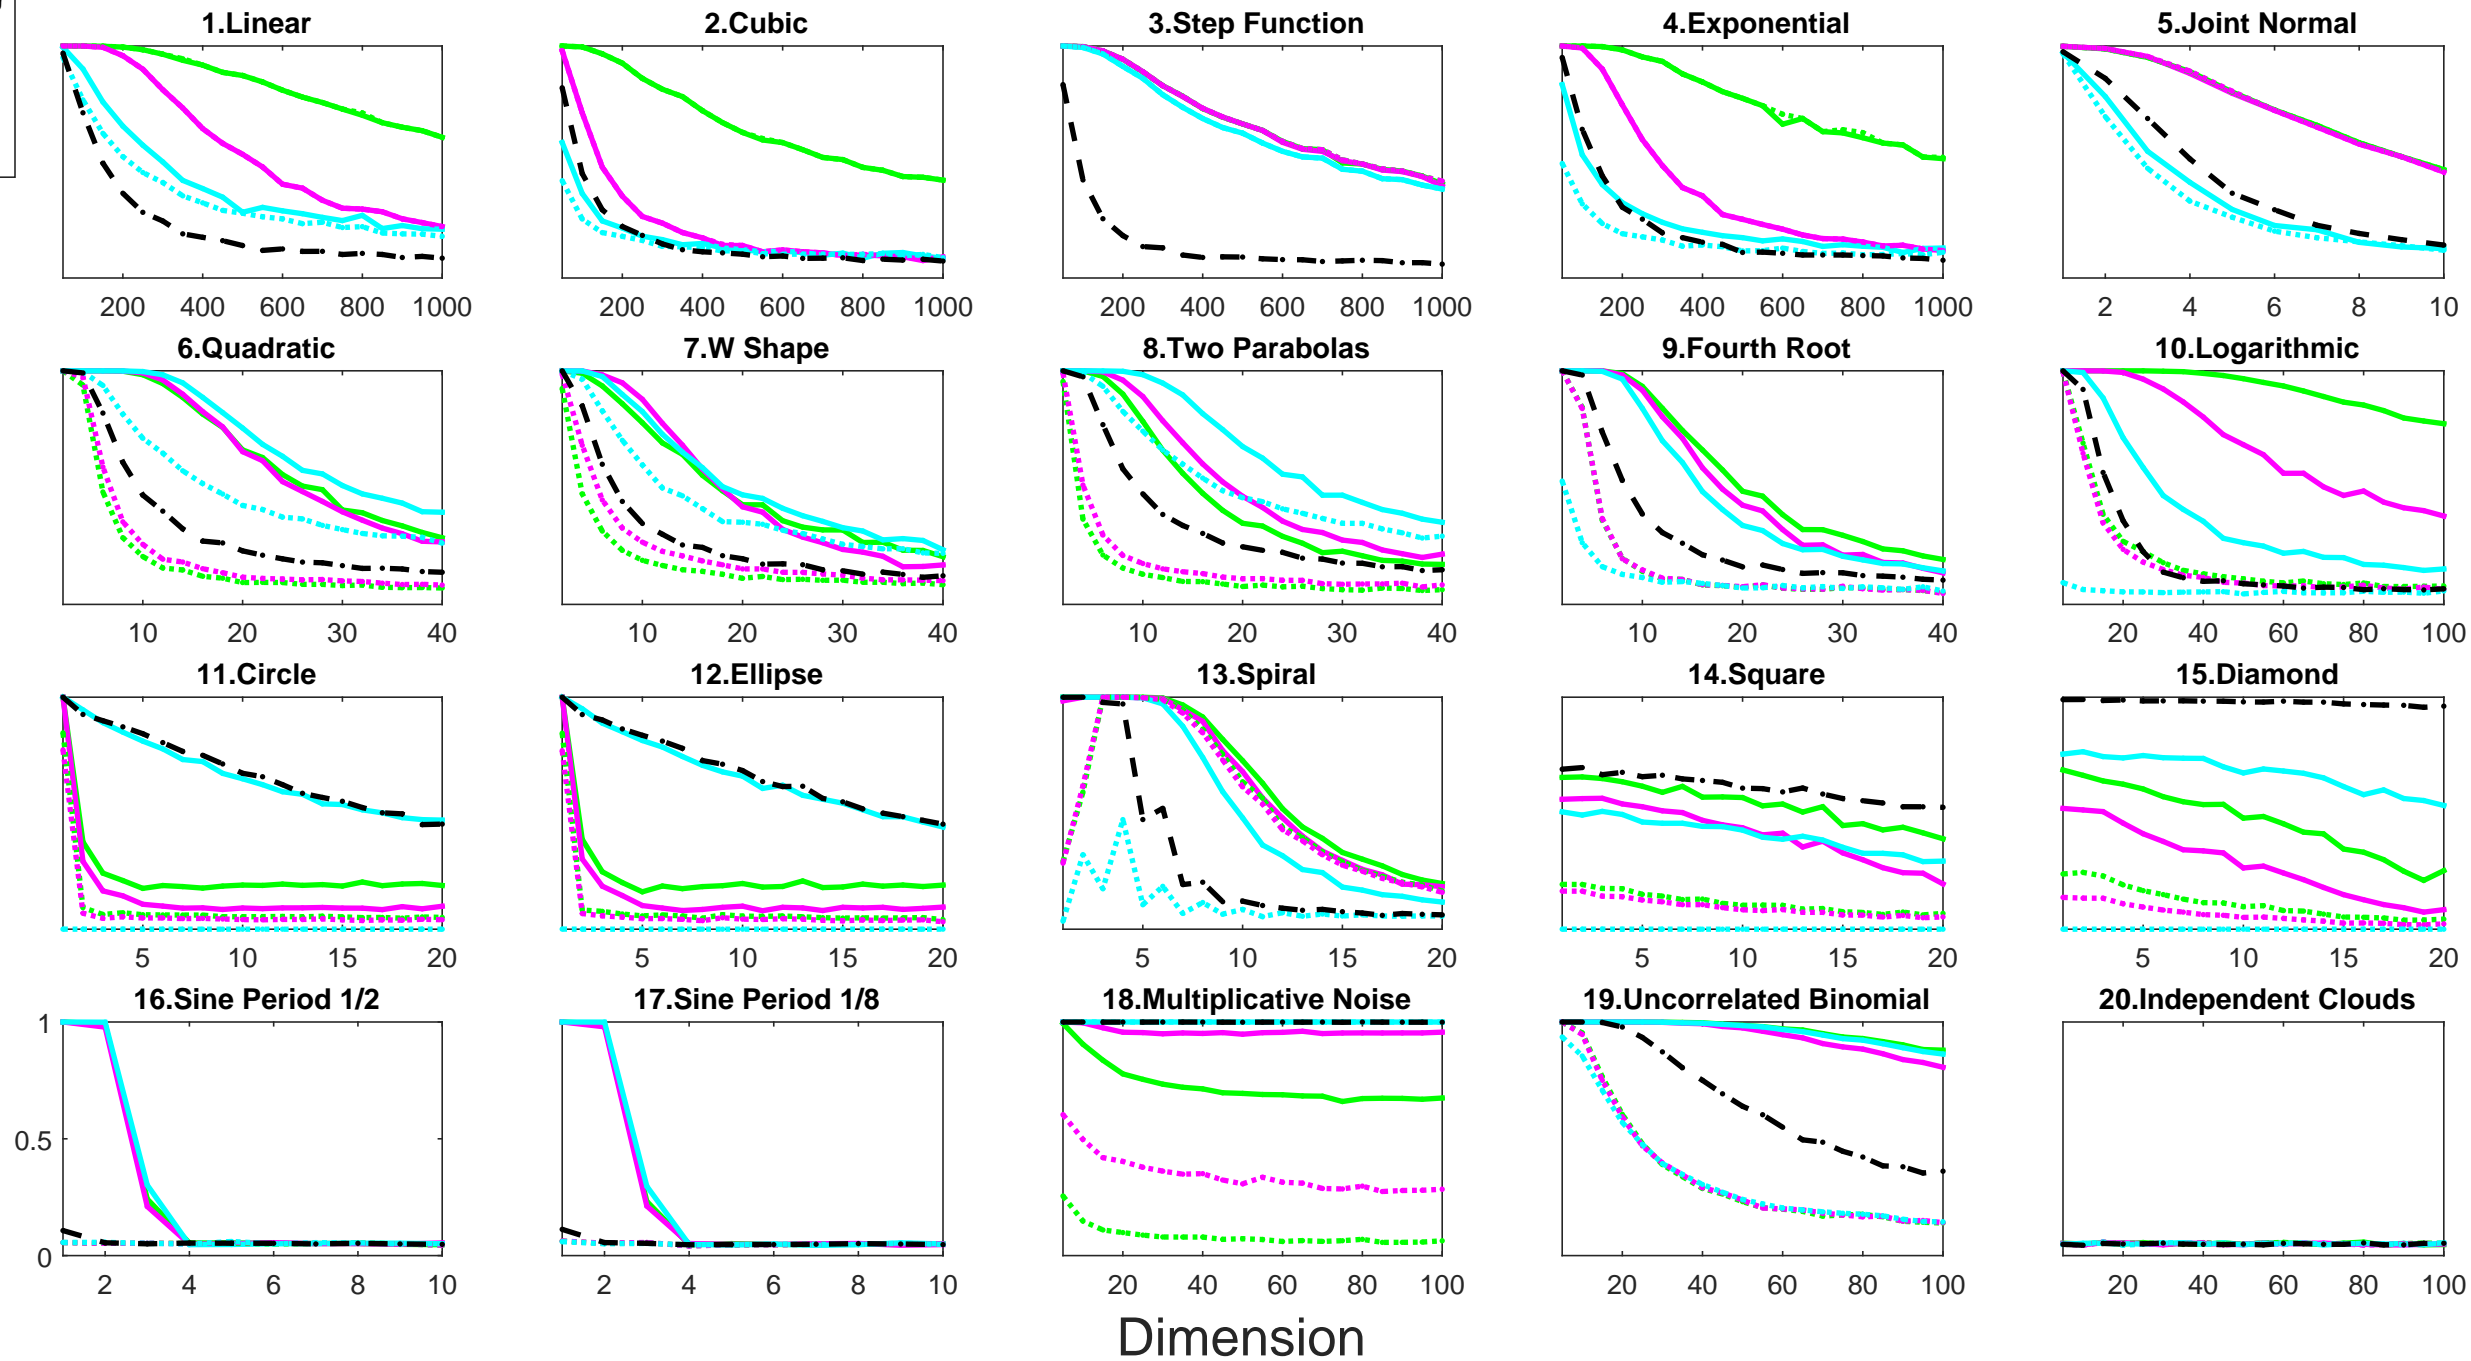 1.Linear 2.Cubic 3.Step Function 4.Exponential 5.Joint Normal
200 400 600 800 1000 200 400 600 800 1000 200 400 600 800 1000 200 400 600 800 1000 2 4 6 8 10
6.Quadratic 7.W Shape 8.Two Parabolas 9.Fourth Root 10.Logarithmic
10 20 30 40 10 20 30 40 10 20 30 40 10 20 30 40 20 40 60 80 100
11.Circle 12.Ellipse 13.Spiral 14.Square 15.Diamond
5 10 15 20 5 10 15 20 5 10 15 20 5 10 15 20 5 10 15 20
16.Sine Period 1/2 17.Sine Period 1/8 18.Multiplicative Noise 19.Uncorrelated Binomial 20.Independent Clouds
1
0.5
0
2 4 6 8 10 2 4 6 8 10 20 40 60 80 100 20 40 60 80 100 20 40 60 80 100
Dimension